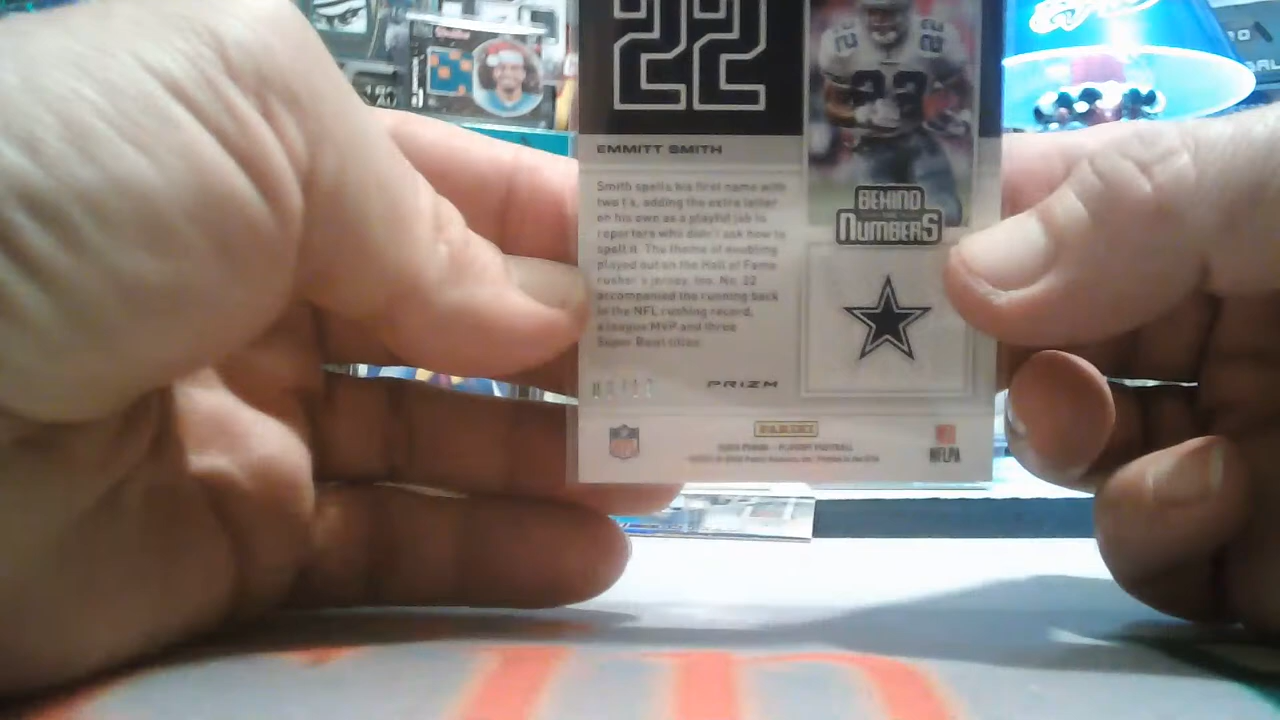 22
22
22
22
EMMITT SMITH
Smith spells his first name with
two t's, adding the extra letter
on his own as a playful jab to
reporters who didn't ask how to
spell it. The theme of doubling
played out on the Hall of Fame
rusher's jersey, too. No. 22
accompanied the running back
to the NFL rushing record,
a league MVP and three
Super Bowl titles.
BEHIND
THE
NUMBERS
PRIZM
PANINI
NFL
NFLPA